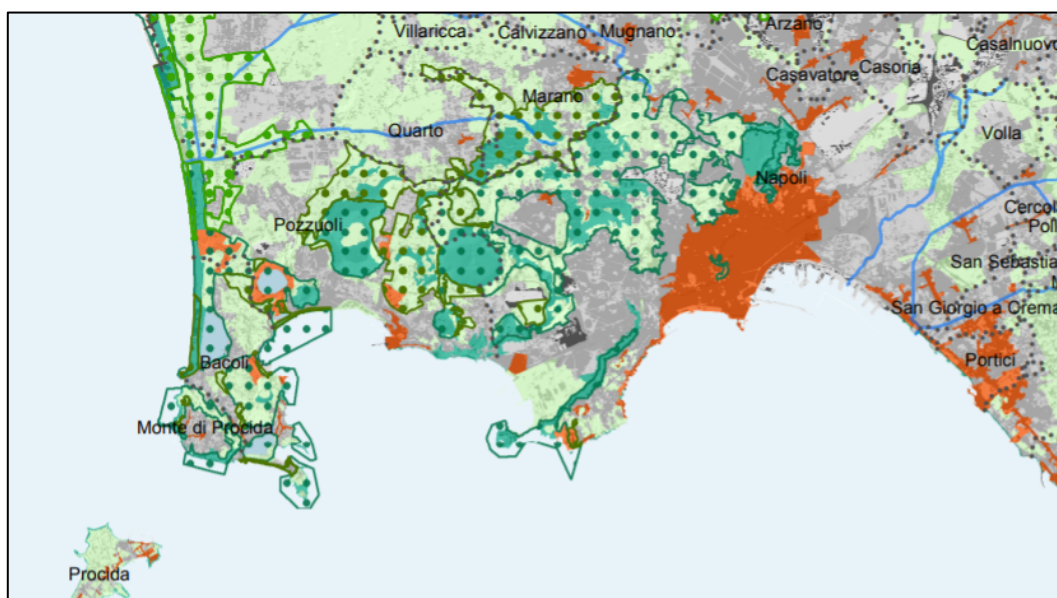 Arzano
Villaricca
Calvizzano
Mugnano
Casalnuovo
Casoria
Casavatore
Marano
Quarto
Volla
Napoli
Cercol
Poll
Pozzuoli
San Sebastia
San Giorgio a Crema
Bacoli
Portici
Monte di Procida
Procida